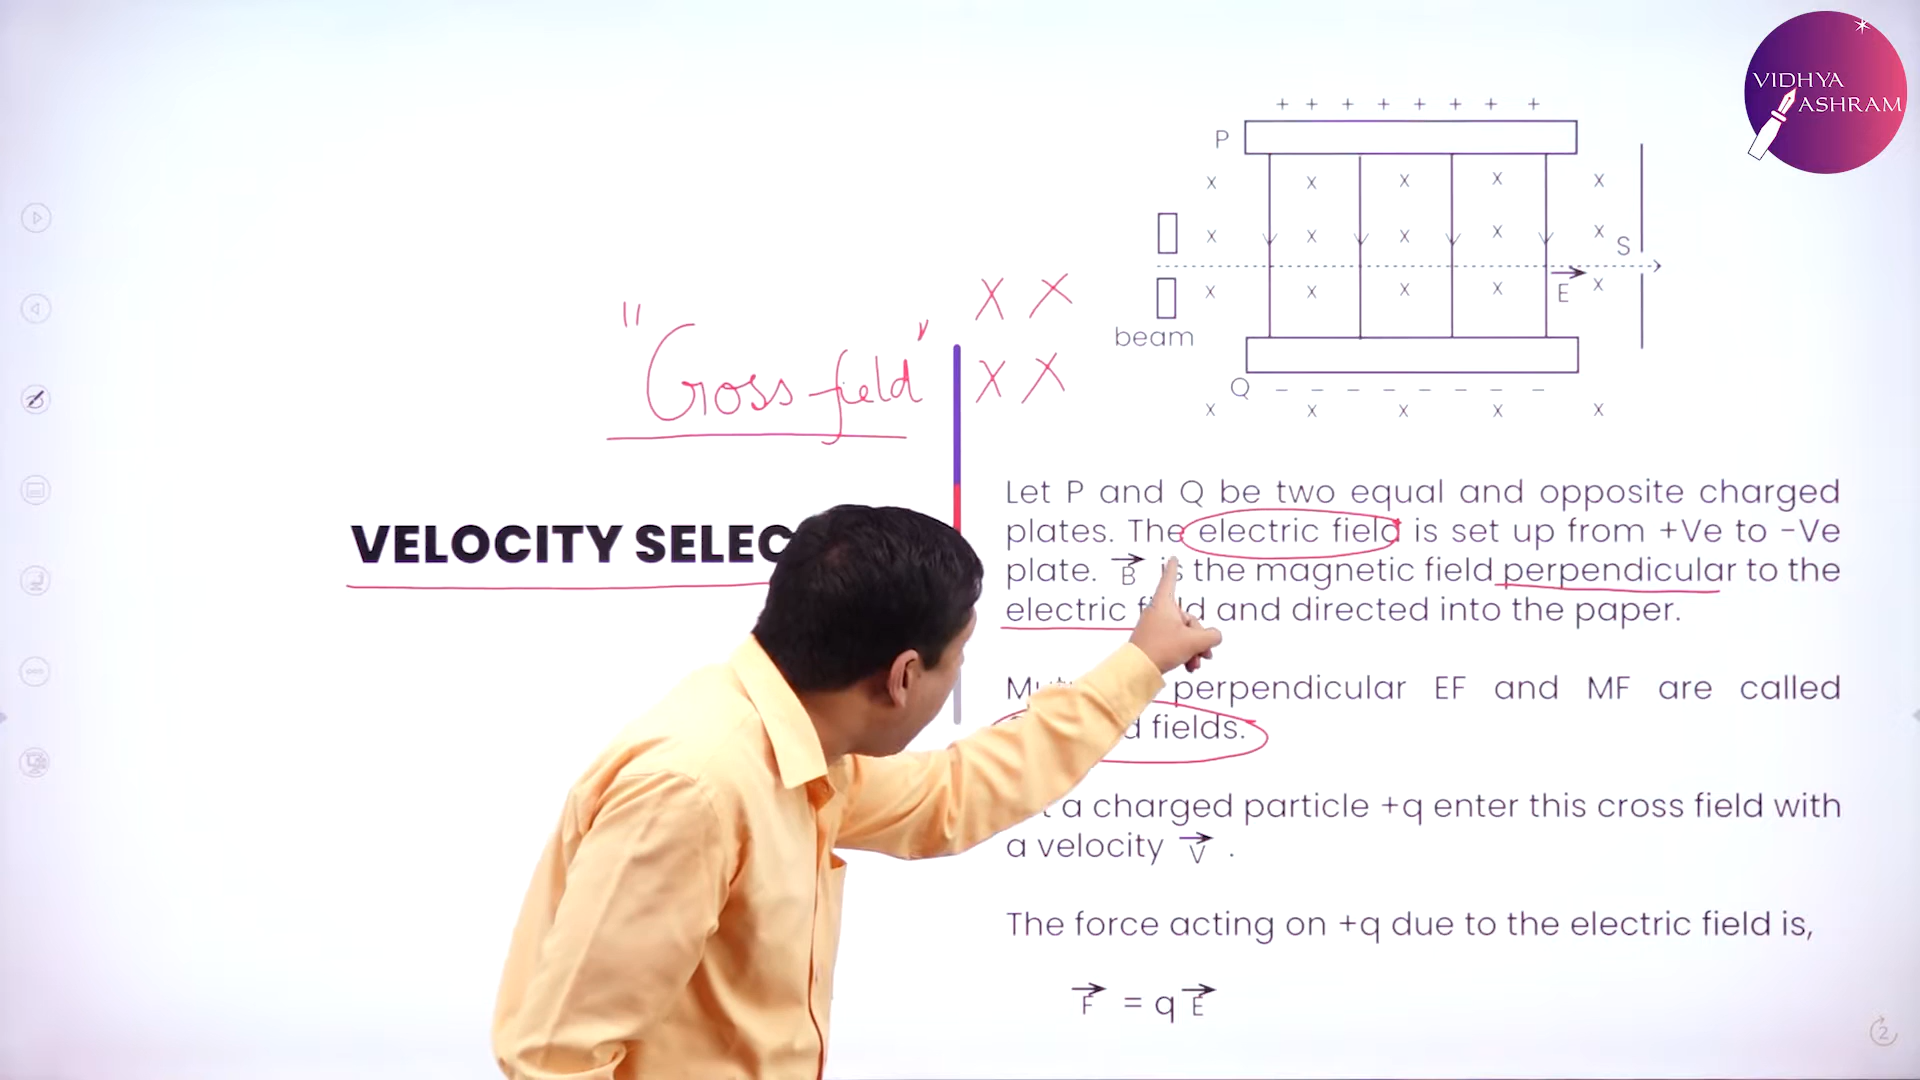 VIDHYA
ASHRAM
+ + + + + + + +
P
x x x x x
x x x x x
S
E
x x x x x
beam
Q − − − − − − − −
x x x x x
"Cross field"
X X
X X
VELOCITY
Let P and Q be two equal and opposite charged
plates. The electric field is set up from +Ve to -Ve
plate. B is the magnetic field perpendicular to the
electric and directed into the paper.
perpendicular EF and MF are called
fields.
a charged particle +q enter this cross field with
a velocity V .
The force acting on +q due to the electric field is,
F = qE
2